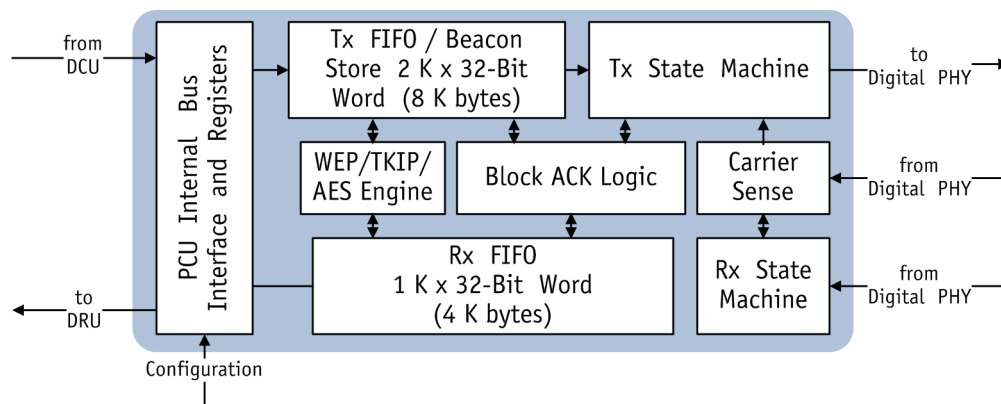 from
DCU
to
DRU
Configuration
PCU Internal Bus
Interface and Registers
Tx FIFO / Beacon
Store 2 K x 32-Bit
Word (8 K bytes)
Tx State Machine
to
Digital PHY
WEP/TKIP/
AES Engine
Block ACK Logic
Carrier
Sense
from
Digital PHY
Rx FIFO
1 K x 32-Bit Word
(4 K bytes)
Rx State
Machine
from
Digital PHY